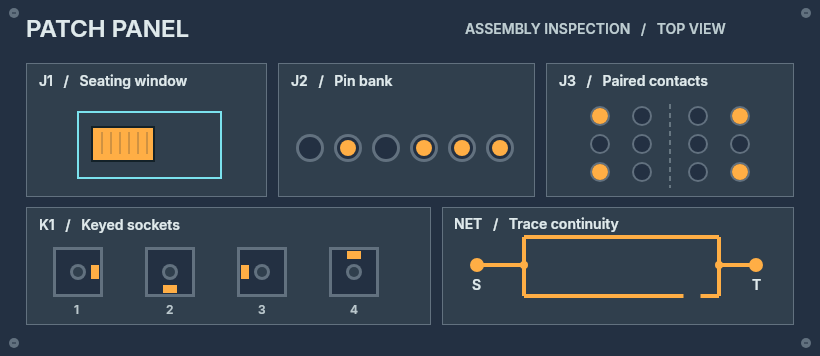 PATCH PANEL
ASSEMBLY INSPECTION / TOP VIEW
J1 / Seating window
J2 / Pin bank
J3 / Paired contacts
K1 / Keyed sockets
1 2 3 4
NET / Trace continuity
S T